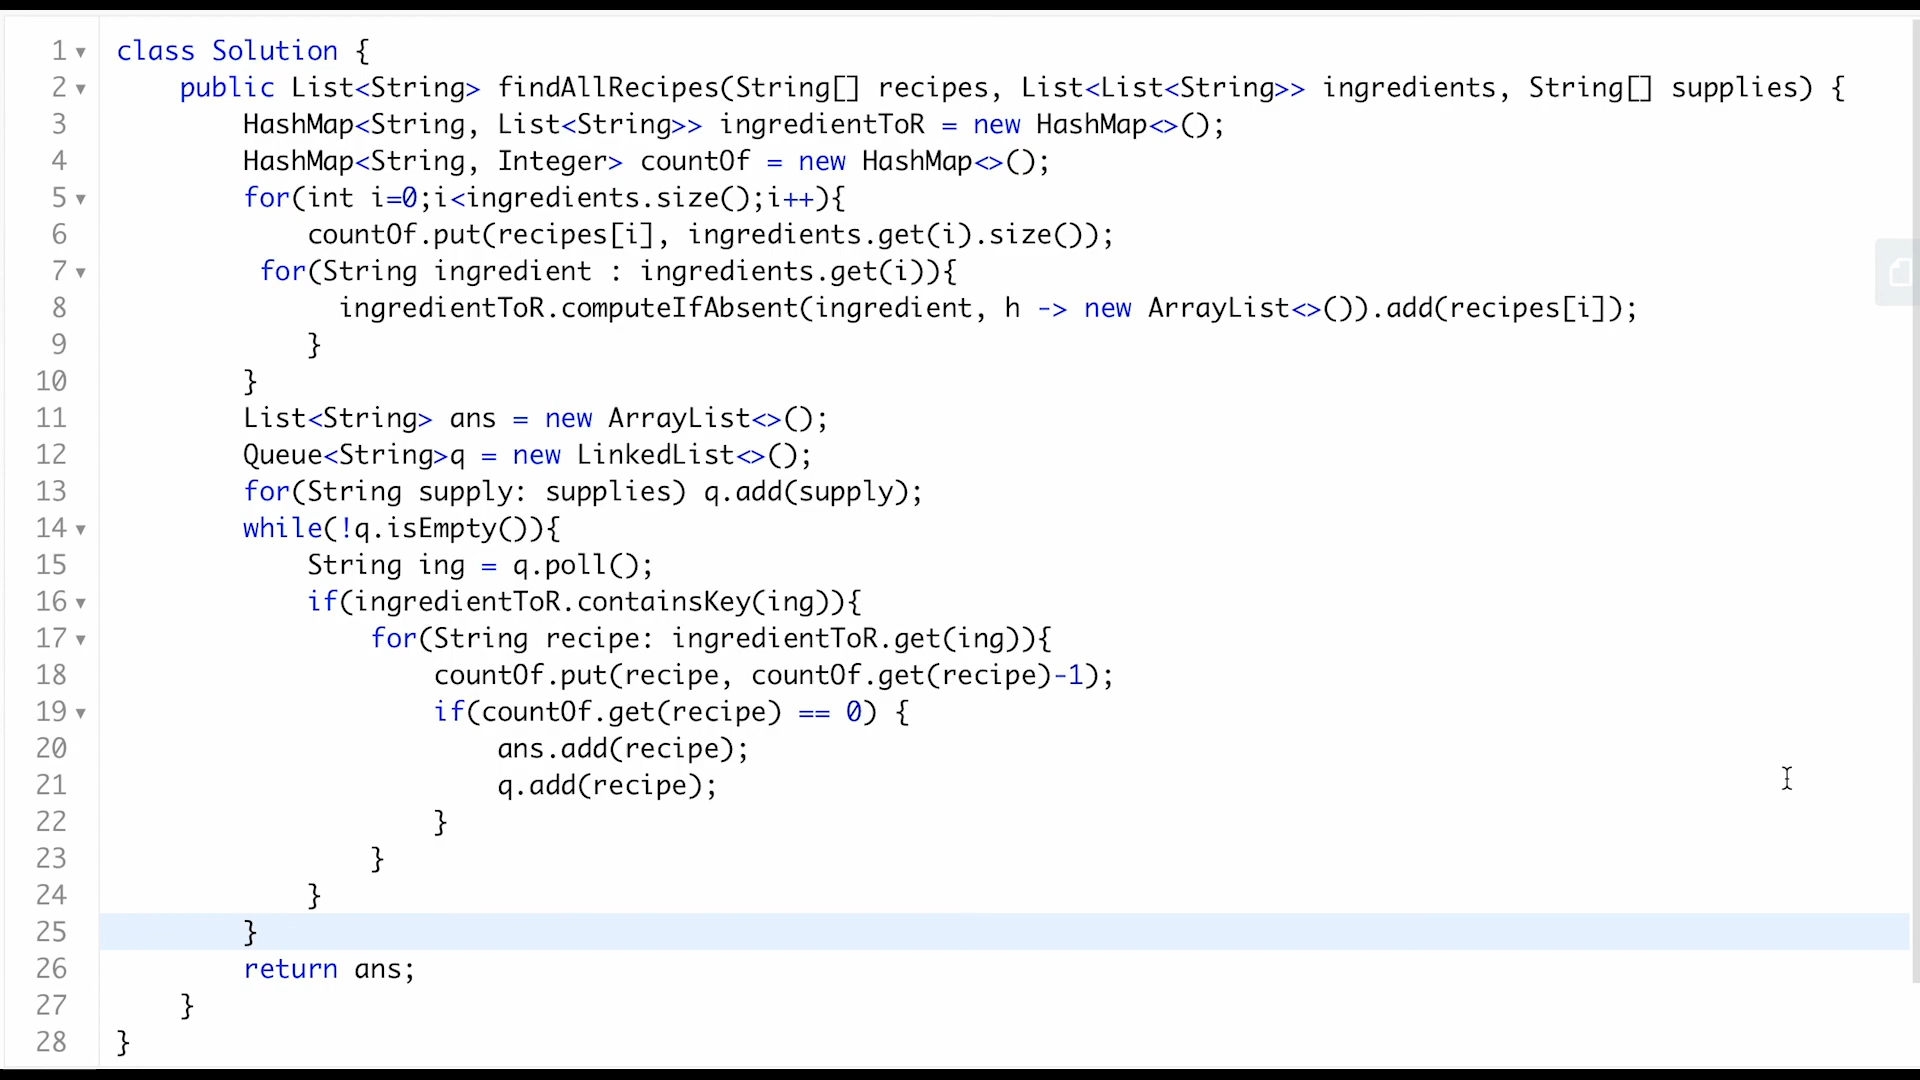 1 class Solution {
2 public List<String> findAllRecipes(String[] recipes, List<List<String>> ingredients, String[] supplies) {
3 HashMap<String, List<String>> ingredientToR = new HashMap<>();
4 HashMap<String, Integer> countOf = new HashMap<>();
5 for(int i=0;i<ingredients.size();i++){
6 countOf.put(recipes[i], ingredients.get(i).size());
7 for(String ingredient : ingredients.get(i)){
8 ingredientToR.computeIfAbsent(ingredient, h -> new ArrayList<>()).add(recipes[i]);
9 }
10 }
11 List<String> ans = new ArrayList<>();
12 Queue<String>q = new LinkedList<>();
13 for(String supply: supplies) q.add(supply);
14 while(!q.isEmpty()){
15 String ing = q.poll();
16 if(ingredientToR.containsKey(ing)){
17 for(String recipe: ingredientToR.get(ing)){
18 countOf.put(recipe, countOf.get(recipe)-1);
19 if(countOf.get(recipe) == 0) {
20 ans.add(recipe);
21 q.add(recipe);
22 }
23 }
24 }
25 }
26 return ans;
27 }
28 }